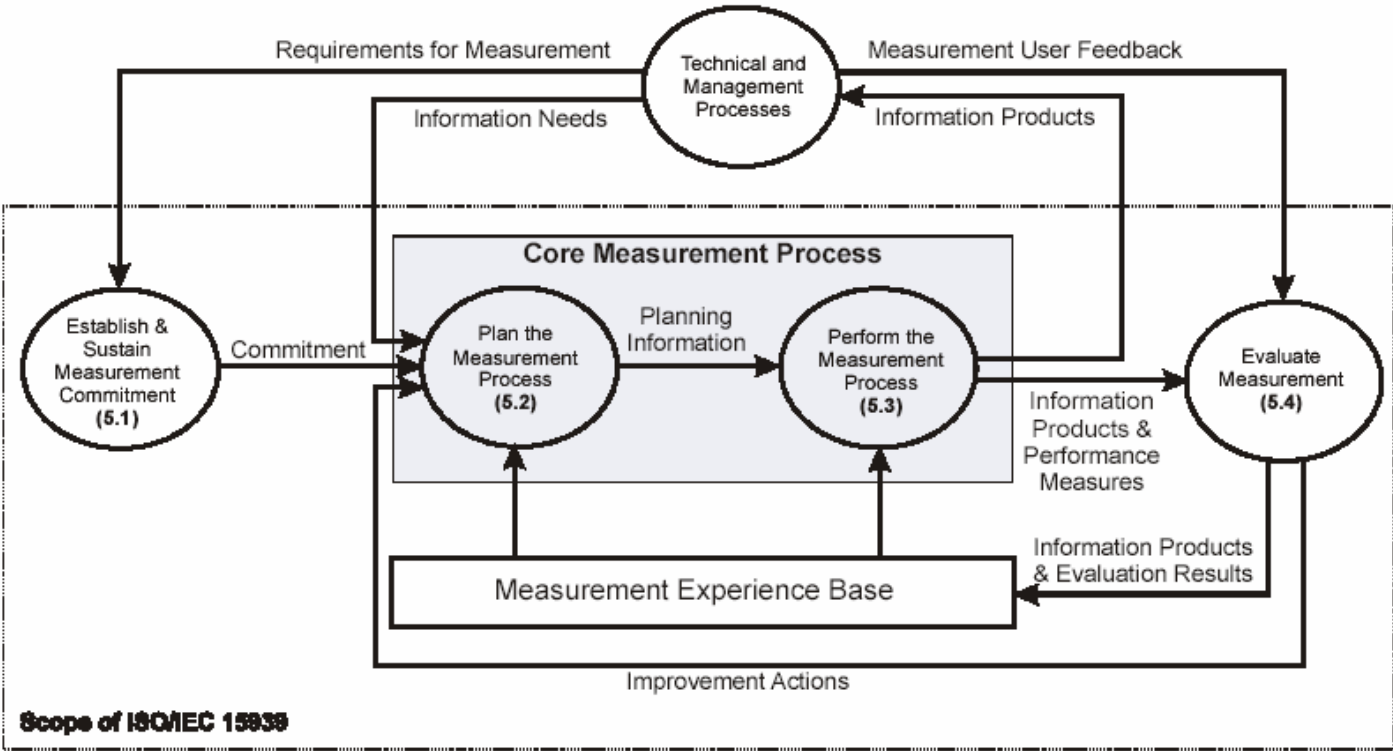 Requirements for Measurement
Technical and
Management
Processes
Measurement User Feedback
Information Needs
Information Products
Core Measurement Process
Establish &
Sustain
Measurement
Commitment
(5.1)
Commitment
Plan the
Measurement
Process
(5.2)
Planning
Information
Perform the
Measurement
Process
(5.3)
Information
Products &
Performance
Measures
Evaluate
Measurement
(5.4)
Information Products
& Evaluation Results
Measurement Experience Base
Improvement Actions
Scope of ISO/IEC 15939